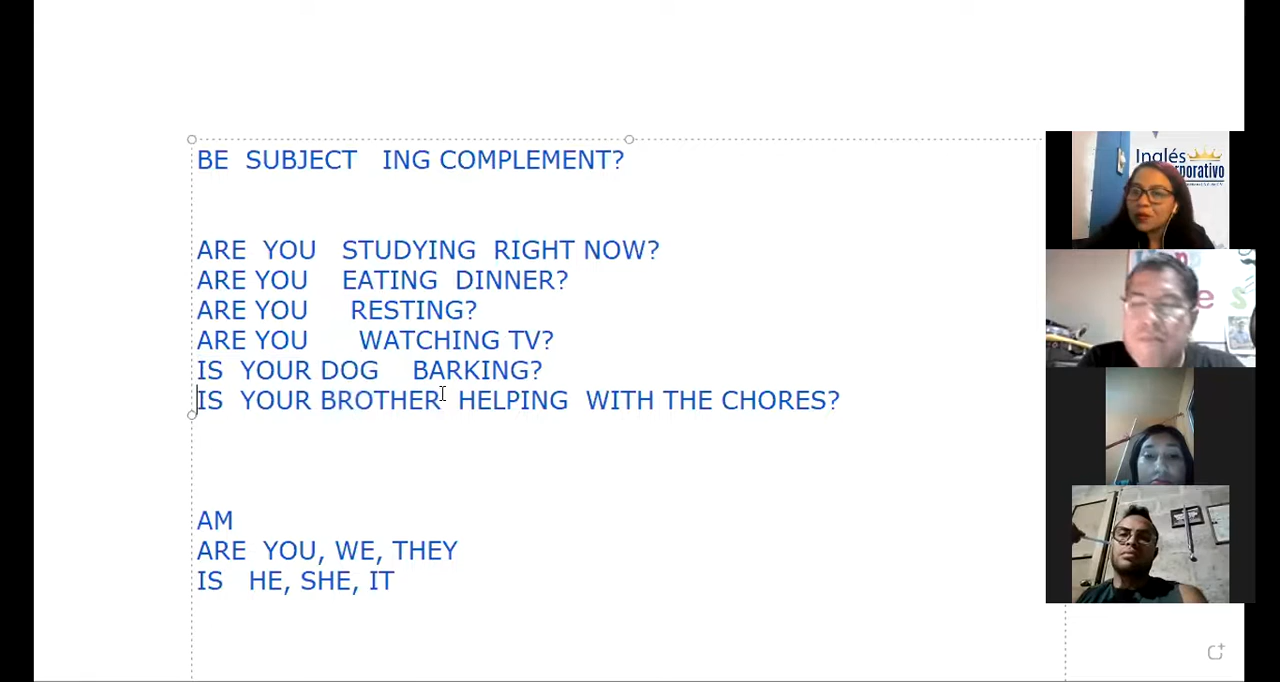 BE SUBJECT ING COMPLEMENT?
ARE YOU STUDYING RIGHT NOW?
ARE YOU EATING DINNER?
ARE YOU RESTING?
ARE YOU WATCHING TV?
IS YOUR DOG BARKING?
IS YOUR BROTHER HELPING WITH THE CHORES?
AM
ARE YOU, WE, THEY
IS HE, SHE, IT
Inglés